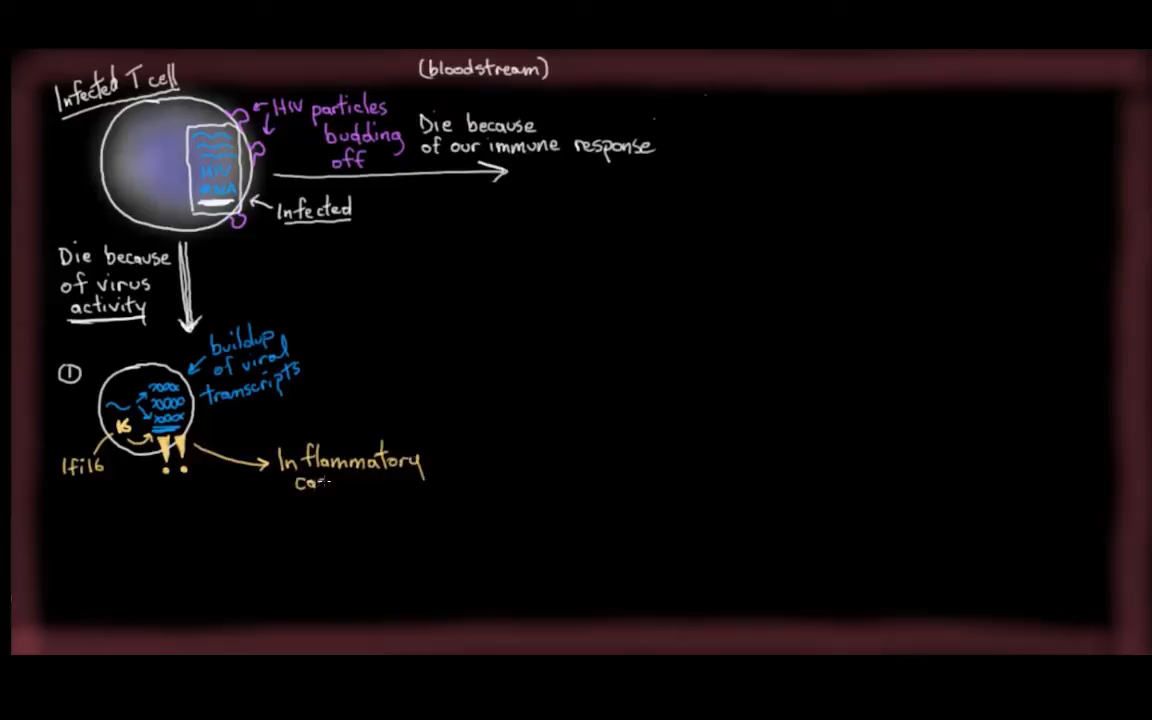 Infected T cell
(bloodstream)
HIV particles
budding
off
Die because
of our immune response
HIV
RNA
Infected
Die because
of virus
activity
buildup
of viral
transcripts
1
Ifi16
!!
Inflammatory
ca